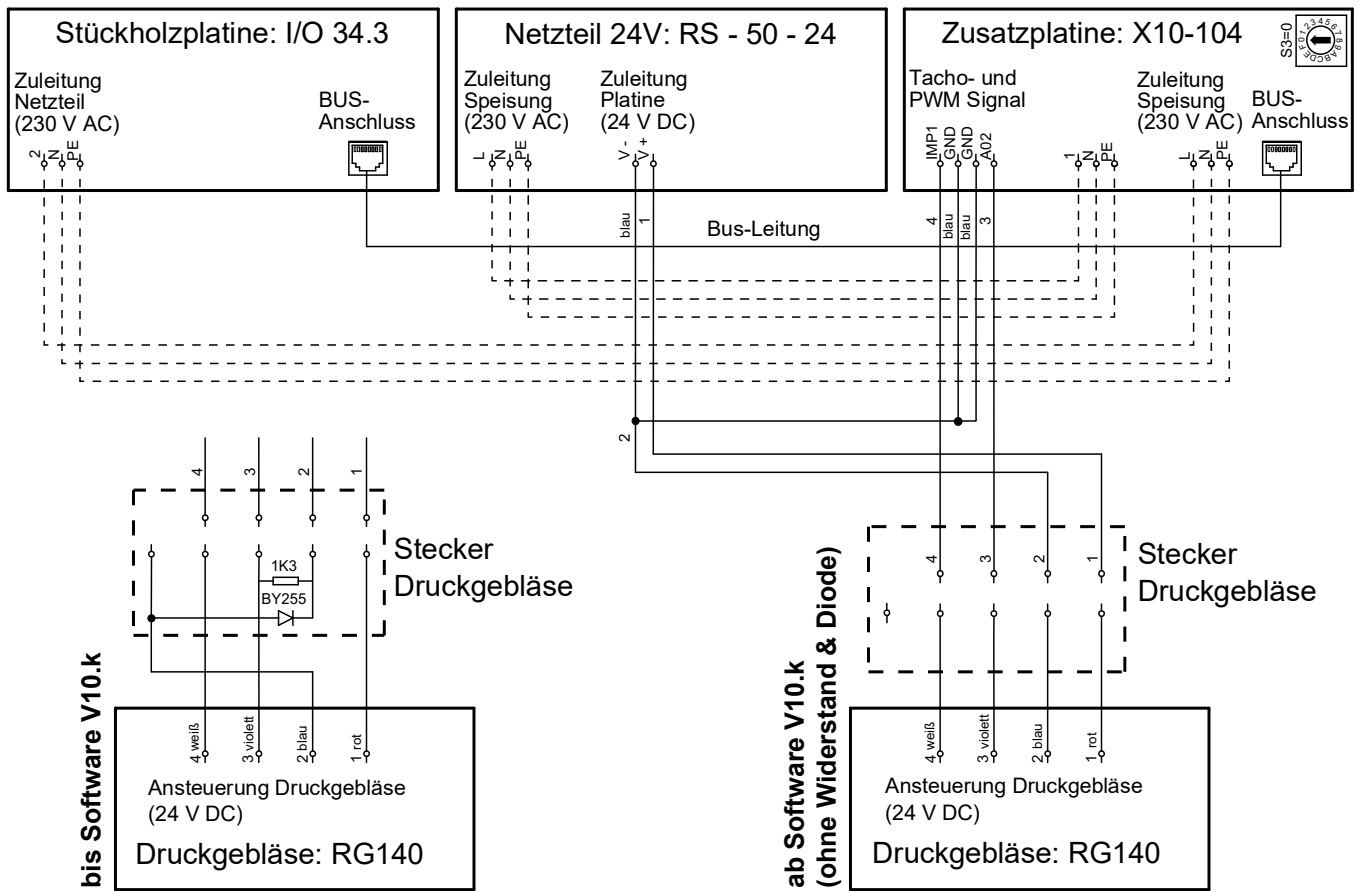 Stückholzplatine: I/O 34.3
Zuleitung
Netzteil
(230 V AC)
2
N
PE
BUS-
Anschluss
Netzteil 24V: RS - 50 - 24
Zuleitung
Speisung
(230 V AC)
L
N
PE
Zuleitung
Platine
(24 V DC)
V -
V +
Zusatzplatine: X10-104
S3=0
0123456789ABCDEF
Tacho- und
PWM Signal
IMP1
GND
GND
A02
1
N
PE
Zuleitung
Speisung
(230 V AC)
L
N
PE
BUS-
Anschluss
blau
1
Bus-Leitung
4
blau
blau
3
2
4
3
2
1
1K3
BY255
Stecker
Druckgebläse
bis Software V10.k
4 weiß
3 violett
2 blau
1 rot
Ansteuerung Druckgebläse
(24 V DC)
Druckgebläse: RG140
4
3
2
1
Stecker
Druckgebläse
ab Software V10.k
(ohne Widerstand & Diode)
4 weiß
3 violett
2 blau
1 rot
Ansteuerung Druckgebläse
(24 V DC)
Druckgebläse: RG140